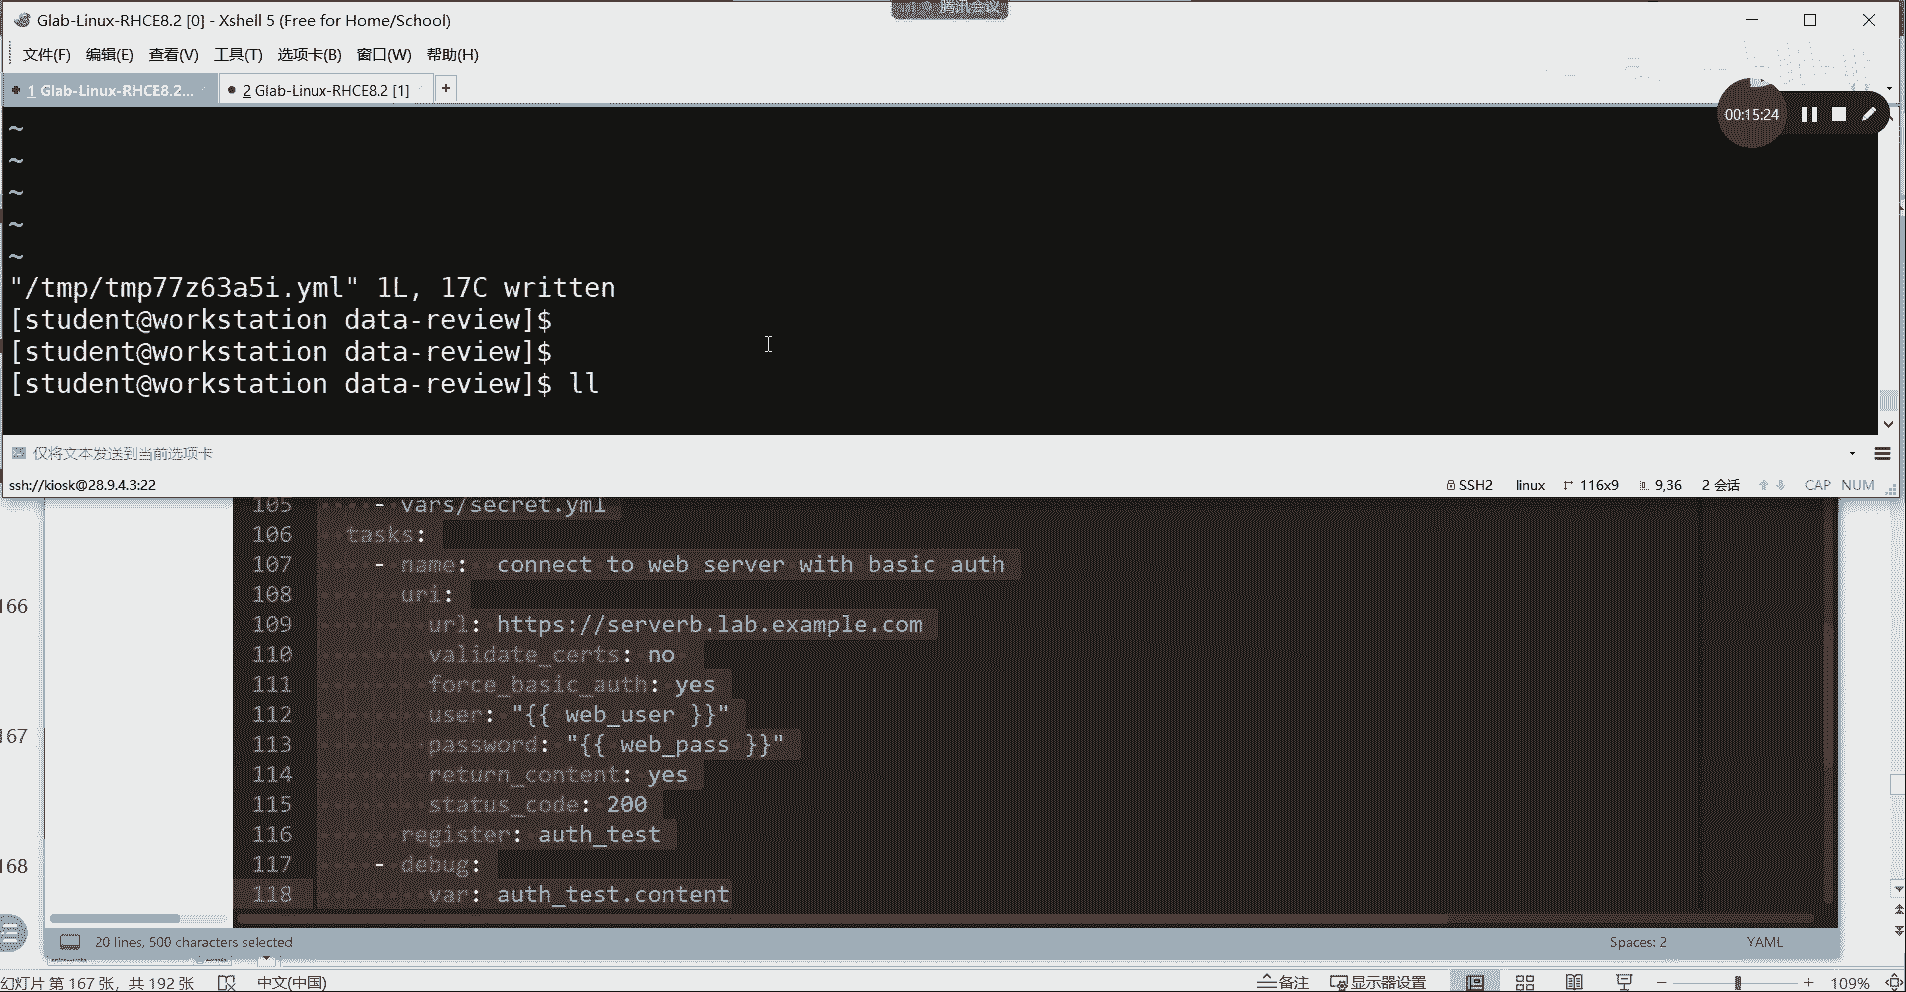 腾讯会议
Glab-Linux-RHCE8.2 [0] - Xshell 5 (Free for Home/School)
文件(F) 编辑(E) 查看(V) 工具(T) 选项卡(B) 窗口(W) 帮助(H)
1 Glab-Linux-RHCE8.2... 2 Glab-Linux-RHCE8.2 [1] +
00:15:24
~
~
~
~
~
"/tmp/tmp77z63a5i.yml" 1L, 17C written
[student@workstation data-review]$
[student@workstation data-review]$
[student@workstation data-review]$ ll
仅将文本发送到当前选项卡
ssh://kiosk@28.9.4.3:22 SSH2 linux 116x9 9,36 2 会话 CAP NUM
105 - vars/secret.yml
106 tasks:
107 - name: connect to web server with basic auth
108 uri:
109 url: https://serverb.lab.example.com
110 validate_certs: no
111 force_basic_auth: yes
112 user: "{{ web_user }}"
113 password: "{{ web_pass }}"
114 return_content: yes
115 status_code: 200
116 register: auth_test
117 - debug:
118 var: auth_test.content
166
167
168
20 lines, 500 characters selected Spaces: 2 YAML
幻灯片 第 167 张，共 192 张 中文(中国) 备注 显示器设置 109%